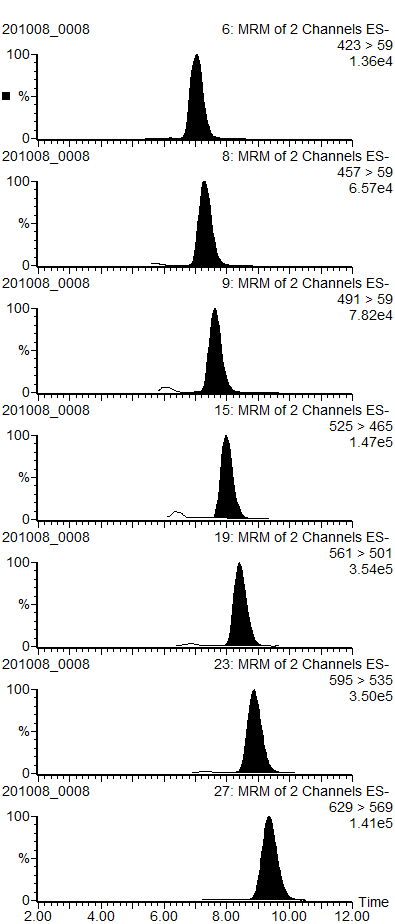 201008_0008 6: MRM of 2 Channels ES-
423 > 59
1.36e4
100
%
0
201008_0008 8: MRM of 2 Channels ES-
457 > 59
6.57e4
100
%
0
201008_0008 9: MRM of 2 Channels ES-
491 > 59
7.82e4
100
%
0
201008_0008 15: MRM of 2 Channels ES-
525 > 465
1.47e5
100
%
0
201008_0008 19: MRM of 2 Channels ES-
561 > 501
3.54e5
100
%
0
201008_0008 23: MRM of 2 Channels ES-
595 > 535
3.50e5
100
%
0
201008_0008 27: MRM of 2 Channels ES-
629 > 569
1.41e5
100
%
0
Time
2.00 4.00 6.00 8.00 10.00 12.00